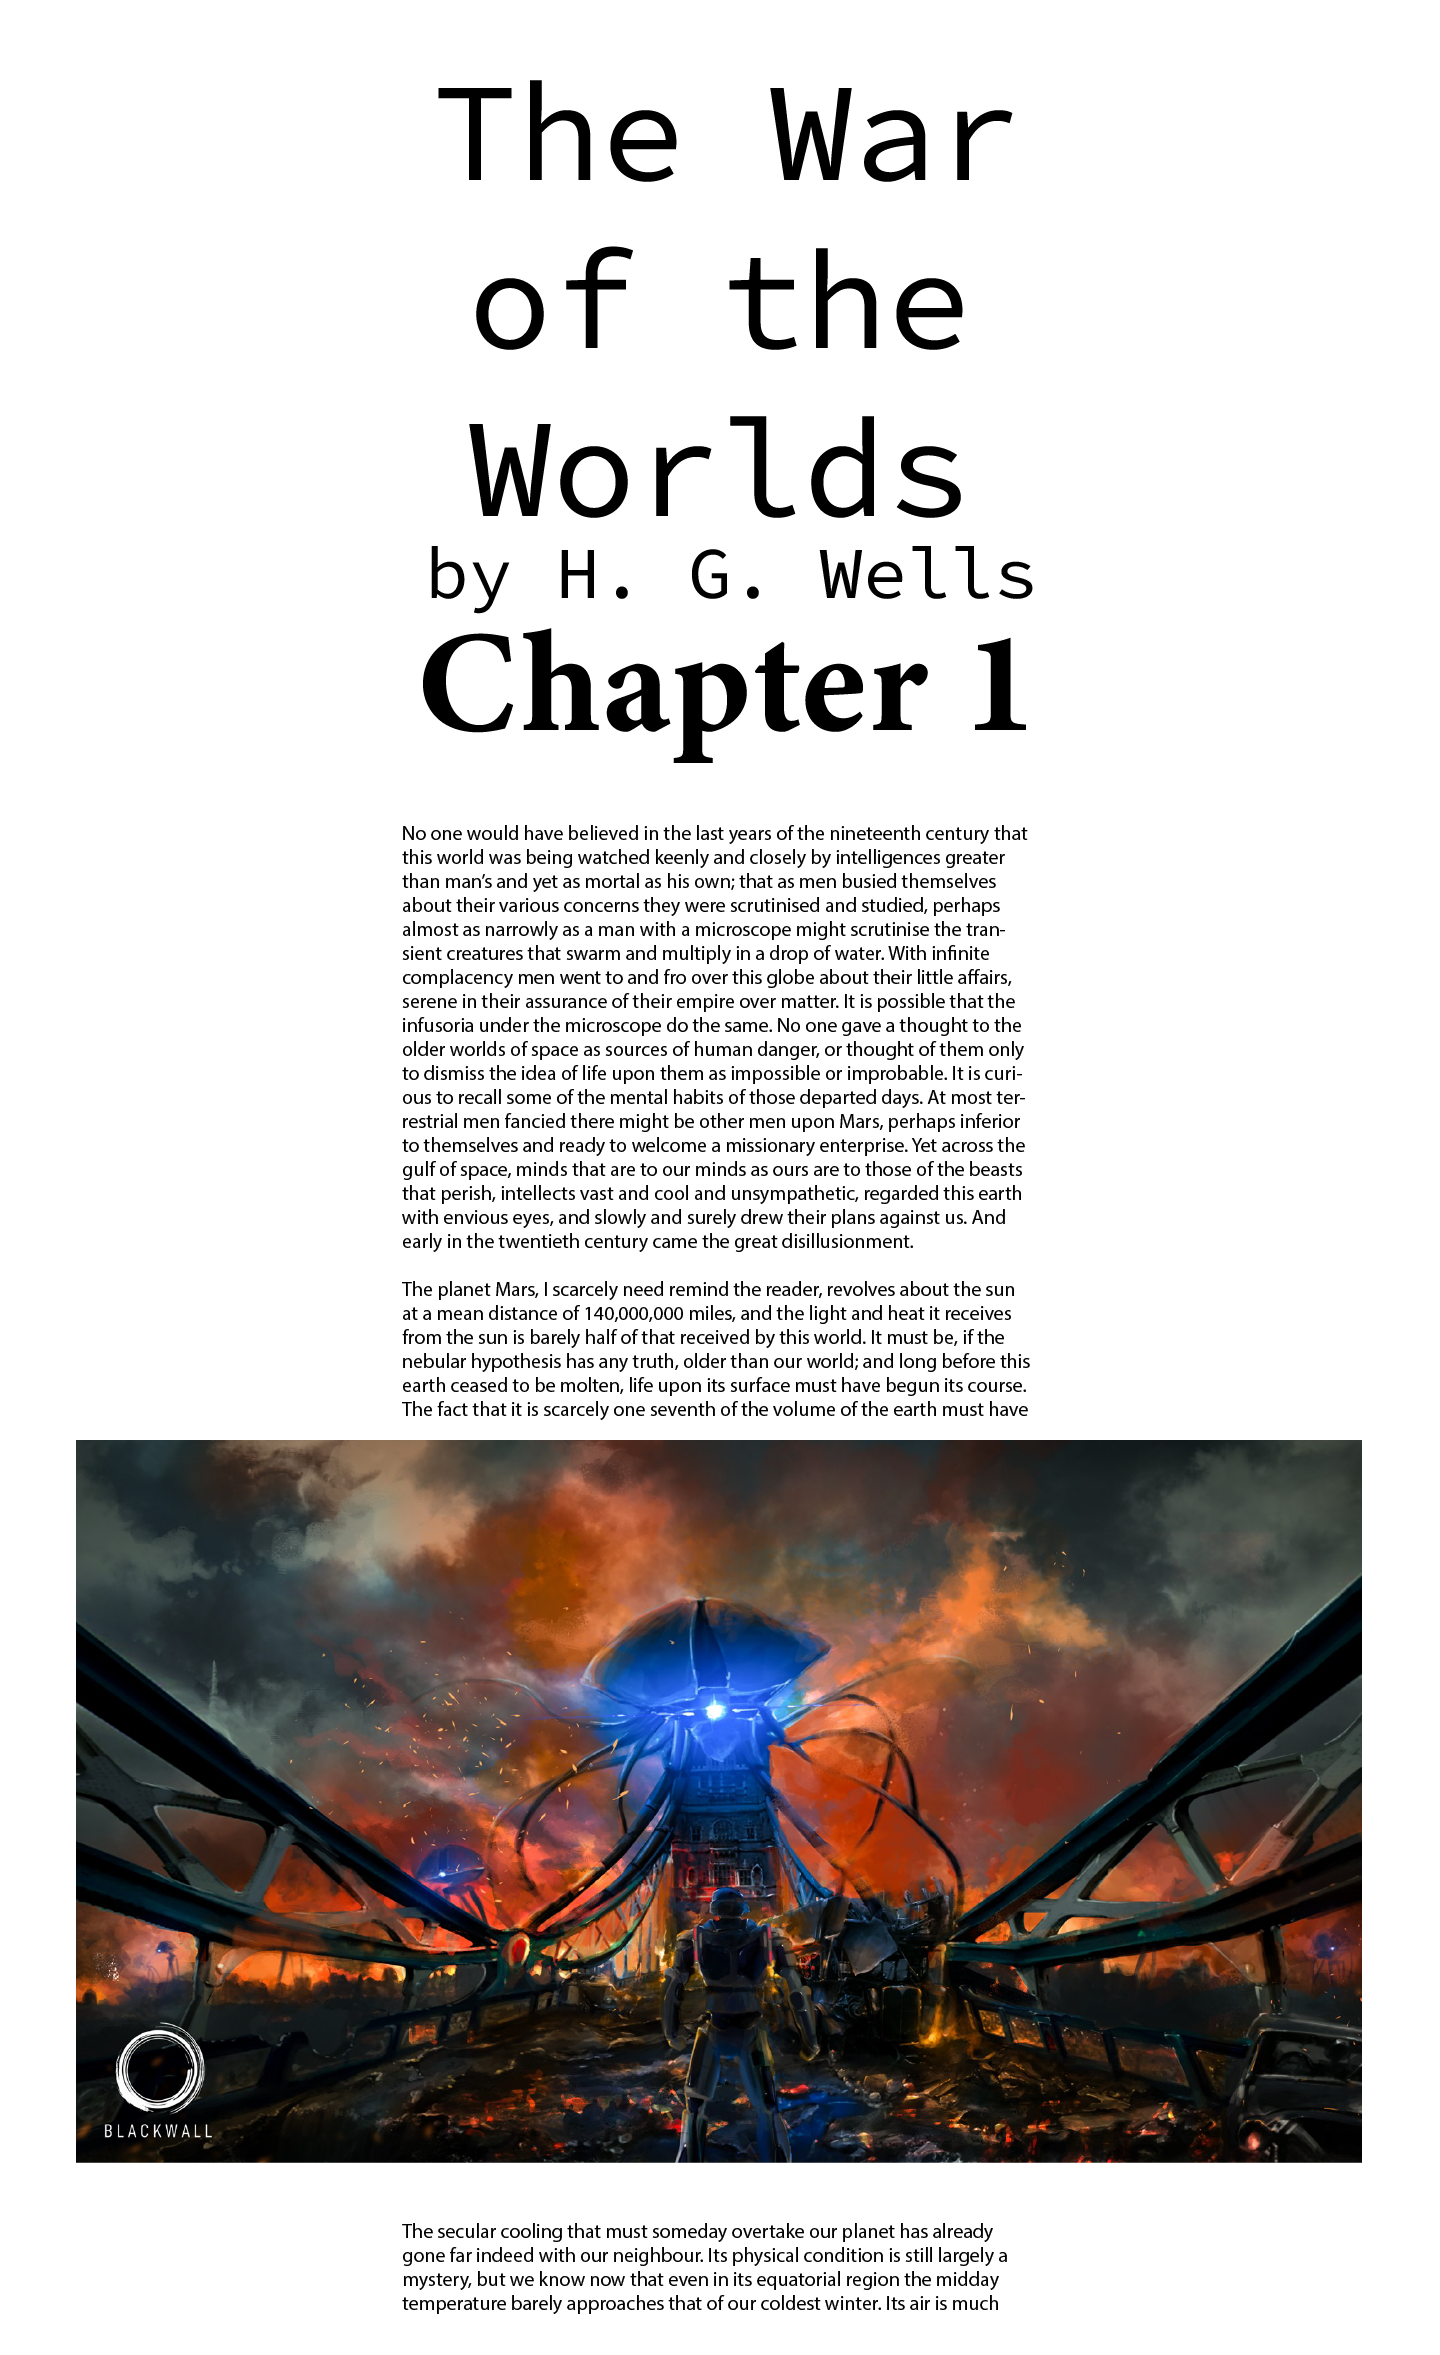 The War
of the
Worlds
by H. G. Wells
Chapter 1
No one would have believed in the last years of the nineteenth century that
this world was being watched keenly and closely by intelligences greater
than man’s and yet as mortal as his own; that as men busied themselves
about their various concerns they were scrutinised and studied, perhaps
almost as narrowly as a man with a microscope might scrutinise the tran-
sient creatures that swarm and multiply in a drop of water. With infinite
complacency men went to and fro over this globe about their little affairs,
serene in their assurance of their empire over matter. It is possible that the
infusoria under the microscope do the same. No one gave a thought to the
older worlds of space as sources of human danger, or thought of them only
to dismiss the idea of life upon them as impossible or improbable. It is curi-
ous to recall some of the mental habits of those departed days. At most ter-
restrial men fancied there might be other men upon Mars, perhaps inferior
to themselves and ready to welcome a missionary enterprise. Yet across the
gulf of space, minds that are to our minds as ours are to those of the beasts
that perish, intellects vast and cool and unsympathetic, regarded this earth
with envious eyes, and slowly and surely drew their plans against us. And
early in the twentieth century came the great disillusionment.
The planet Mars, I scarcely need remind the reader, revolves about the sun
at a mean distance of 140,000,000 miles, and the light and heat it receives
from the sun is barely half of that received by this world. It must be, if the
nebular hypothesis has any truth, older than our world; and long before this
earth ceased to be molten, life upon its surface must have begun its course.
The fact that it is scarcely one seventh of the volume of the earth must have
BLACKWALL
The secular cooling that must someday overtake our planet has already
gone far indeed with our neighbour. Its physical condition is still largely a
mystery, but we know now that even in its equatorial region the midday
temperature barely approaches that of our coldest winter. Its air is much